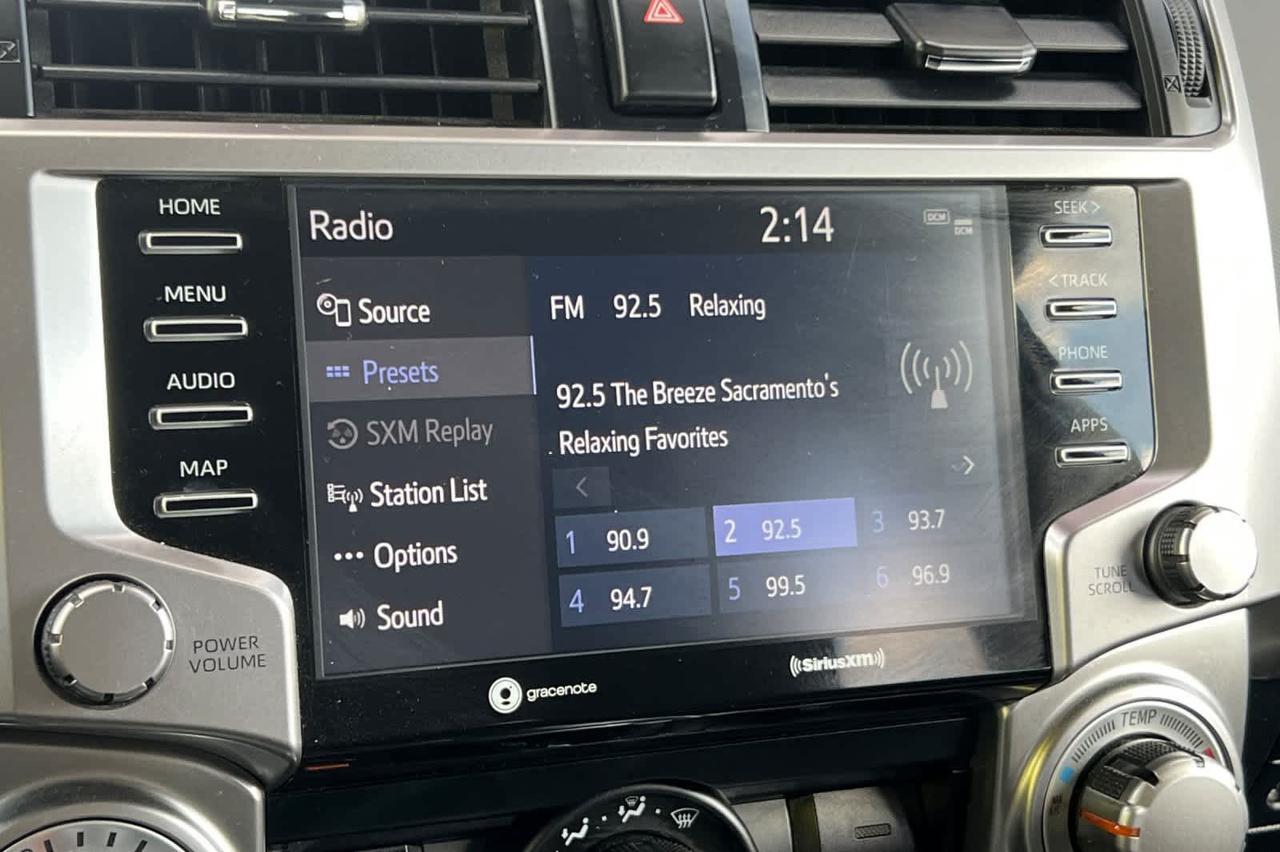 HOME
MENU
AUDIO
MAP
POWER
VOLUME
Radio
2:14
DCM
DCM
Source
Presets
SXM Replay
Station List
Options
Sound
FM 92.5 Relaxing
92.5 The Breeze Sacramento's
Relaxing Favorites
1 90.9
2 92.5
3 93.7
4 94.7
5 99.5
6 96.9
gracenote
SiriusXM
SEEK >
< TRACK
PHONE
APPS
TUNE
SCROLL
TEMP